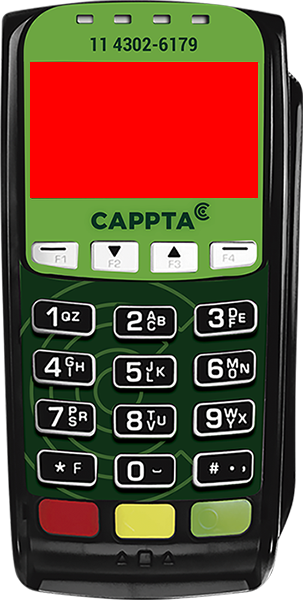 11 4302-6179
CAPPTA
F1 F2 F3 F4
1 QZ 2 ABC 3 DEF
4 GHI 5 JKL 6 MNO
7 PRS 8 TUV 9 WXY
* F 0 # . ,